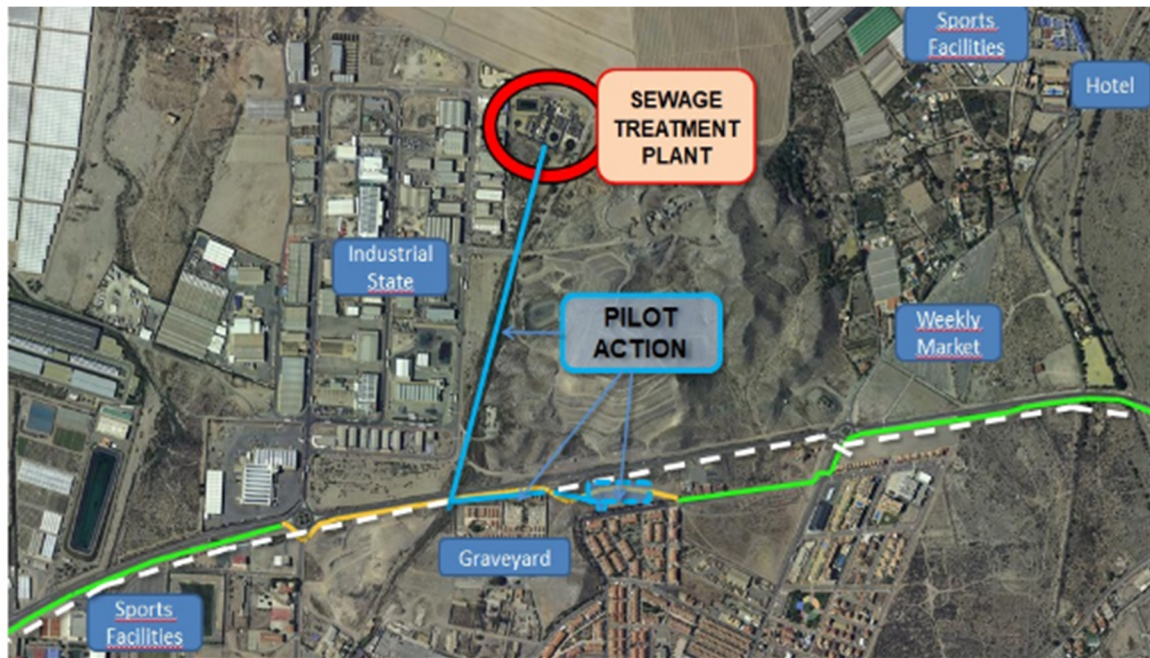 Sports
Facilities
Hotel
SEWAGE
TREATMENT
PLANT
Industrial
State
PILOT
ACTION
Weekly
Market
Graveyard
Sports
Facilities